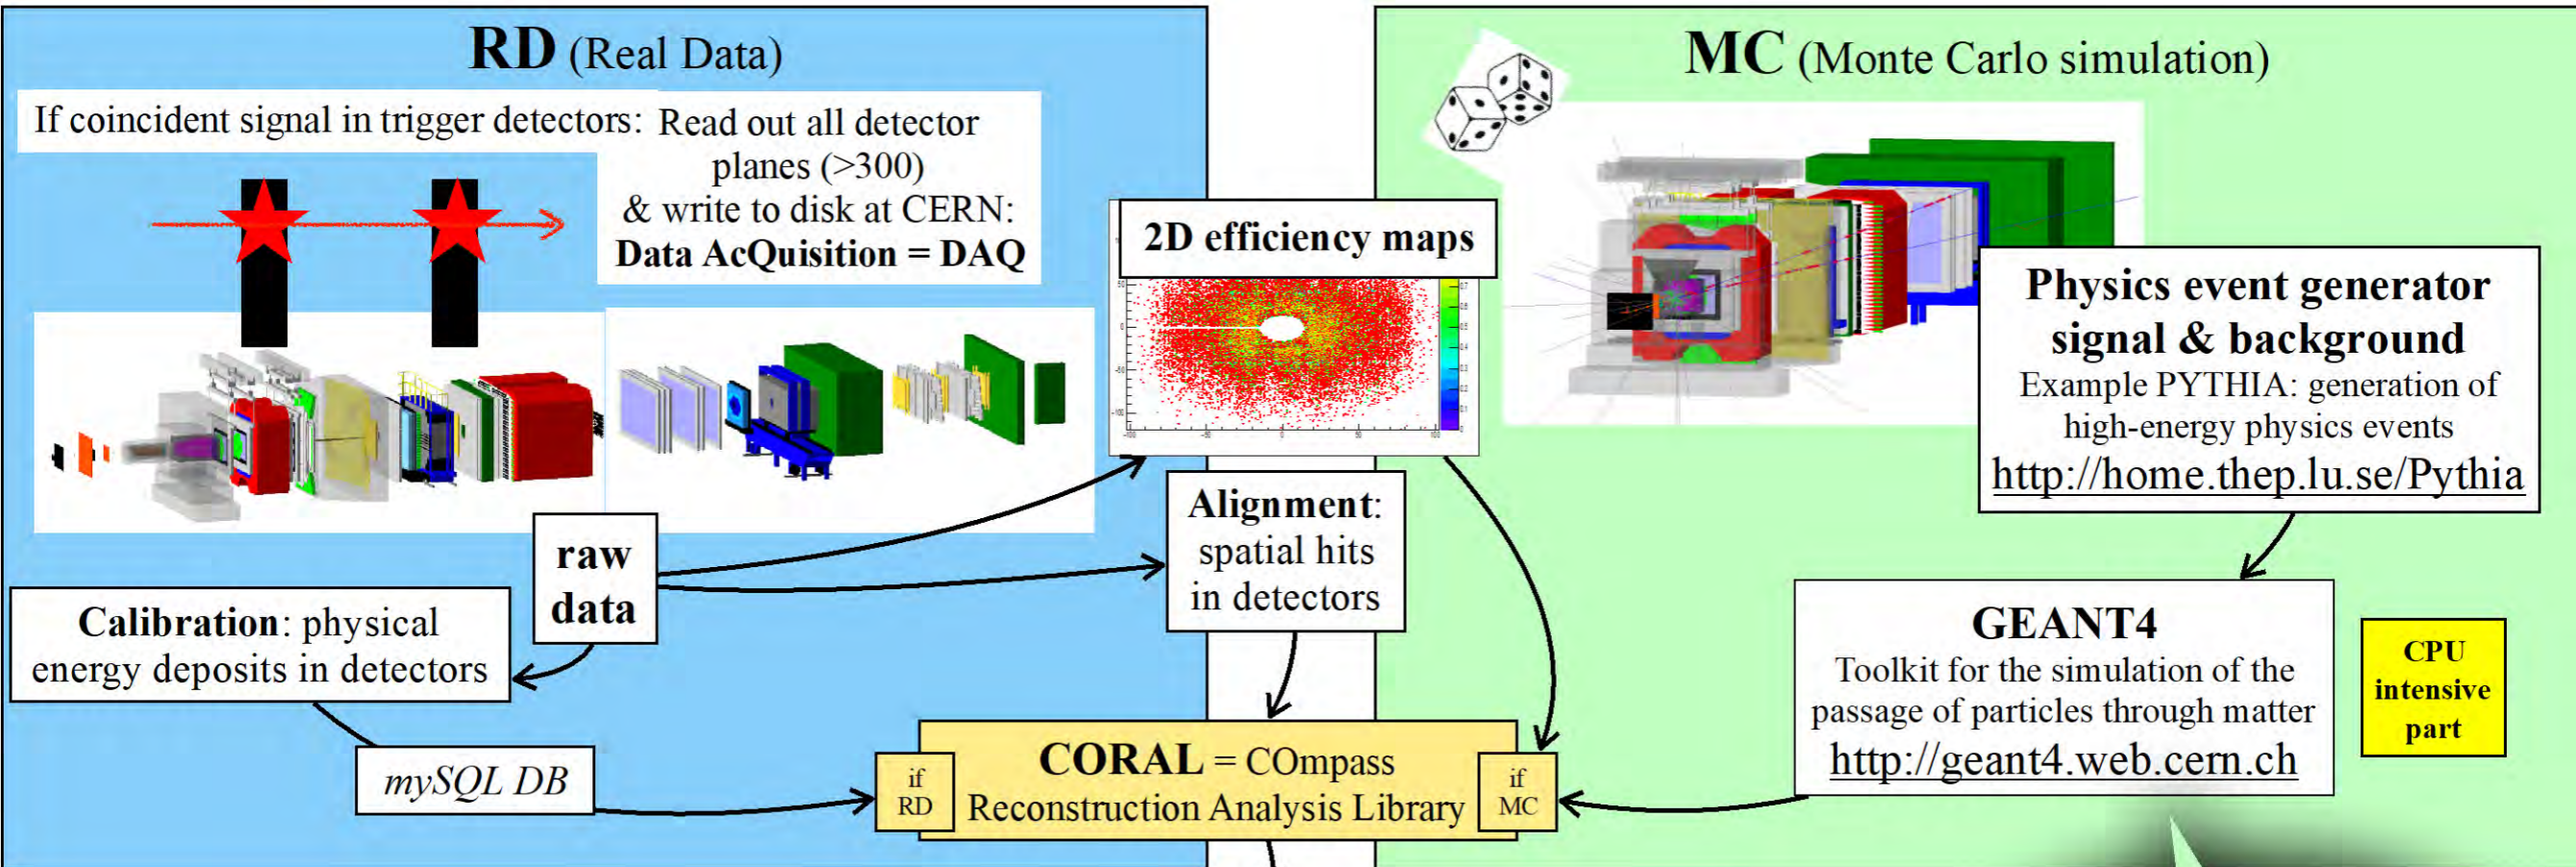 RD (Real Data)
If coincident signal in trigger detectors:
Read out all detector
planes (>300)
& write to disk at CERN:
Data AcQuisition = DAQ
raw
data
Calibration: physical
energy deposits in detectors
mySQL DB
2D efficiency maps
Alignment:
spatial hits
in detectors
if
RD
CORAL = COmpass
Reconstruction Analysis Library
if
MC
MC (Monte Carlo simulation)
Physics event generator
signal & background
Example PYTHIA: generation of
high-energy physics events
http://home.thep.lu.se/Pythia
GEANT4
Toolkit for the simulation of the
passage of particles through matter
http://geant4.web.cern.ch
CPU
intensive
part